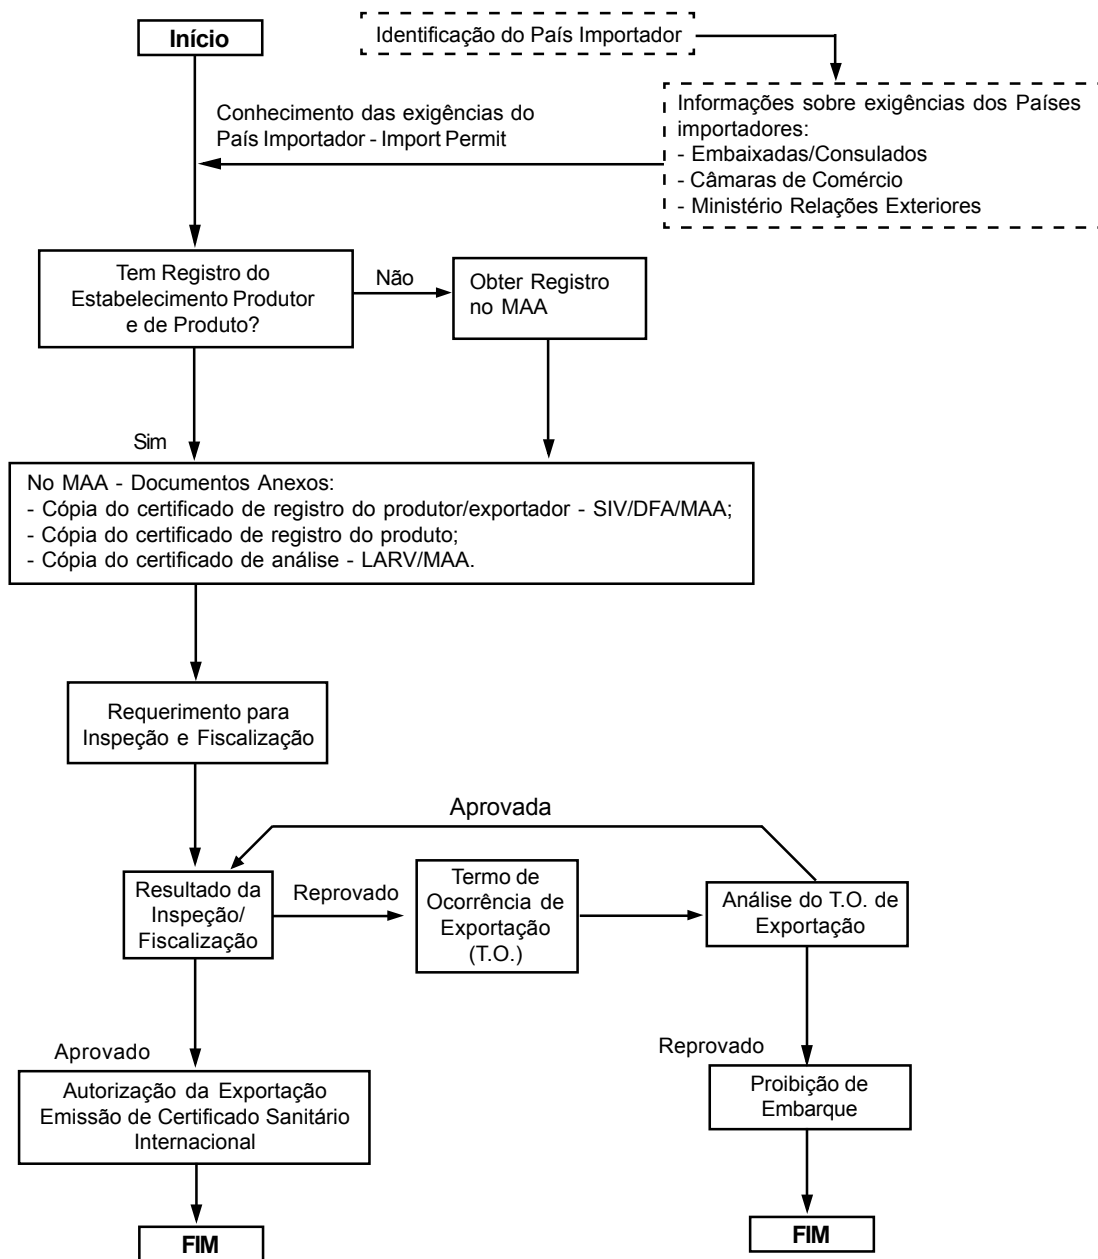 Início
Identificação do País Importador
Informações sobre exigências dos Países
importadores:
- Embaixadas/Consulados
- Câmaras de Comércio
- Ministério Relações Exteriores
Conhecimento das exigências do
País Importador - Import Permit
Tem Registro do
Estabelecimento Produtor
e de Produto?
Não
Obter Registro
no MAA
Sim
No MAA - Documentos Anexos:
- Cópia do certificado de registro do produtor/exportador - SIV/DFA/MAA;
- Cópia do certificado de registro do produto;
- Cópia do certificado de análise - LARV/MAA.
Requerimento para
Inspeção e Fiscalização
Aprovada
Resultado da
Inspeção/
Fiscalização
Reprovado
Termo de
Ocorrência de
Exportação
(T.O.)
Análise do T.O. de
Exportação
Aprovado
Reprovado
Autorização da Exportação
Emissão de Certificado Sanitário
Internacional
Proibição de
Embarque
FIM
FIM